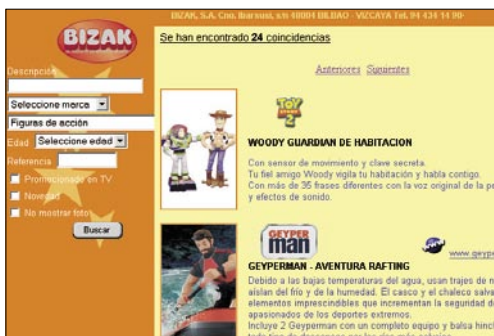 BIZAK, S.A. Cno. Ibarsusi, s/n 48004 BILBAO - VIZCAYA Tel. 94 434 14 90
BIZAK
Se han encontrado 24 coincidencias
Anteriores Siguientes
Descripción
Seleccione marca
Figuras de acción
Edad Seleccione edad
Referencia
Promocionado en TV
Novedad
No mostrar foto
Buscar
TOY STORY 2
WOODY GUARDIAN DE HABITACION
Con sensor de movimiento y clave secreta.
Tu fiel amigo Woody vigila tu habitación y habla contigo.
Con más de 35 frases diferentes con la voz original de la
y efectos de sonido.
GEYPER man
www.geype
GEYPERMAN - AVENTURA RAFTING
Debido a las bajas temperaturas del agua, usan trajes de
aislan del frío y de la humedad. El casco y el chaleco
elementos imprescindibles que incrementan la seguridad
apasionados de los deportes extremos.
Incluye 2 Geyperman con un completo equipo y balsa